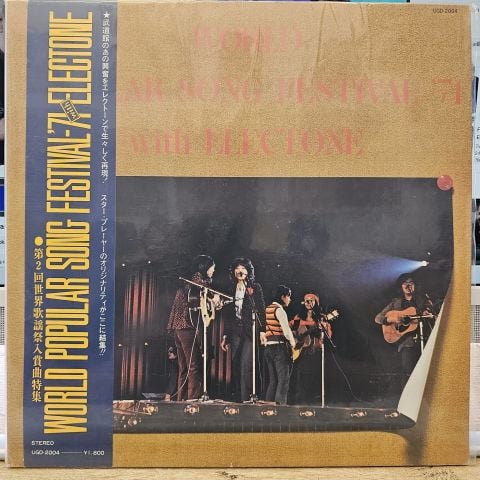 UGD-2004
WORLD
LAR SONG FESTIVAL '71
with ELECTONE
★武道館のあの興奮をエレクトーンで生々しく再現!
スター・プレーヤーのオリジナリティがここに結集!!
WORLD POPULAR SONG FESTIVAL-'71 with ELECTONE
●第2回世界歌謡祭入賞曲特集
STEREO
UGD-2004 ¥1,800